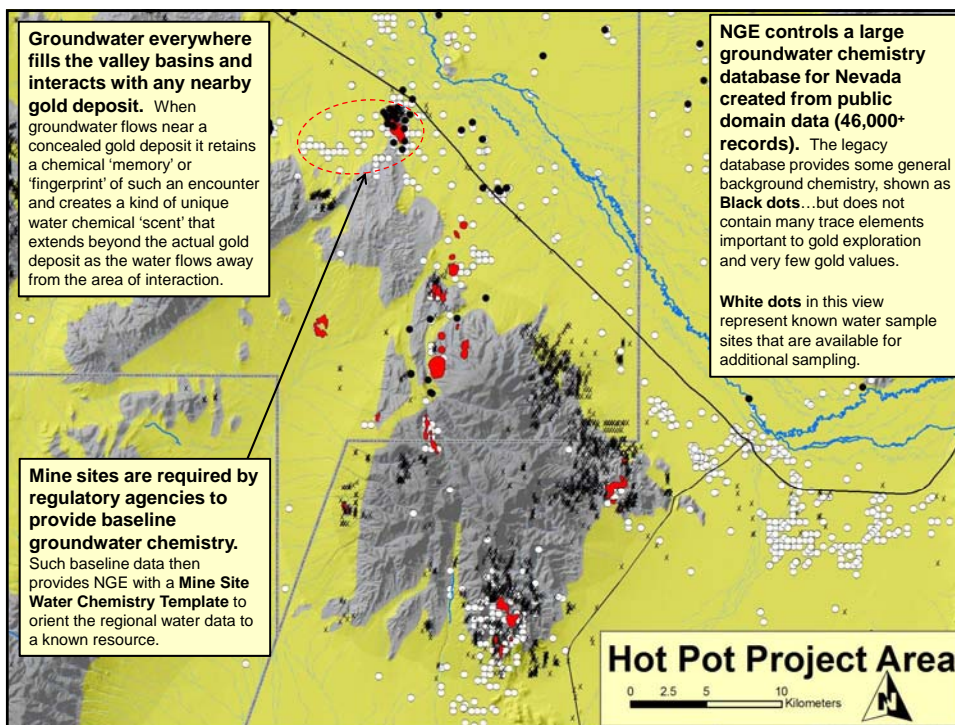 Groundwater everywhere
fills the valley basins and
interacts with any nearby
gold deposit. When
groundwater flows near a
concealed gold deposit it retains
a chemical ‘memory’ or
‘fingerprint’ of such an encounter
and creates a kind of unique
water chemical ‘scent’ that
extends beyond the actual gold
deposit as the water flows away
from the area of interaction.
NGE controls a large
groundwater chemistry
database for Nevada
created from public
domain data (46,000+
records). The legacy
database provides some general
background chemistry, shown as
Black dots…but does not
contain many trace elements
important to gold exploration
and very few gold values.
White dots in this view
represent known water sample
sites that are available for
additional sampling.
Mine sites are required by
regulatory agencies to
provide baseline
groundwater chemistry.
Such baseline data then
provides NGE with a Mine Site
Water Chemistry Template to
orient the regional water data to
a known resource.
Hot Pot Project Area
0 2.5 5 10
Kilometers
N